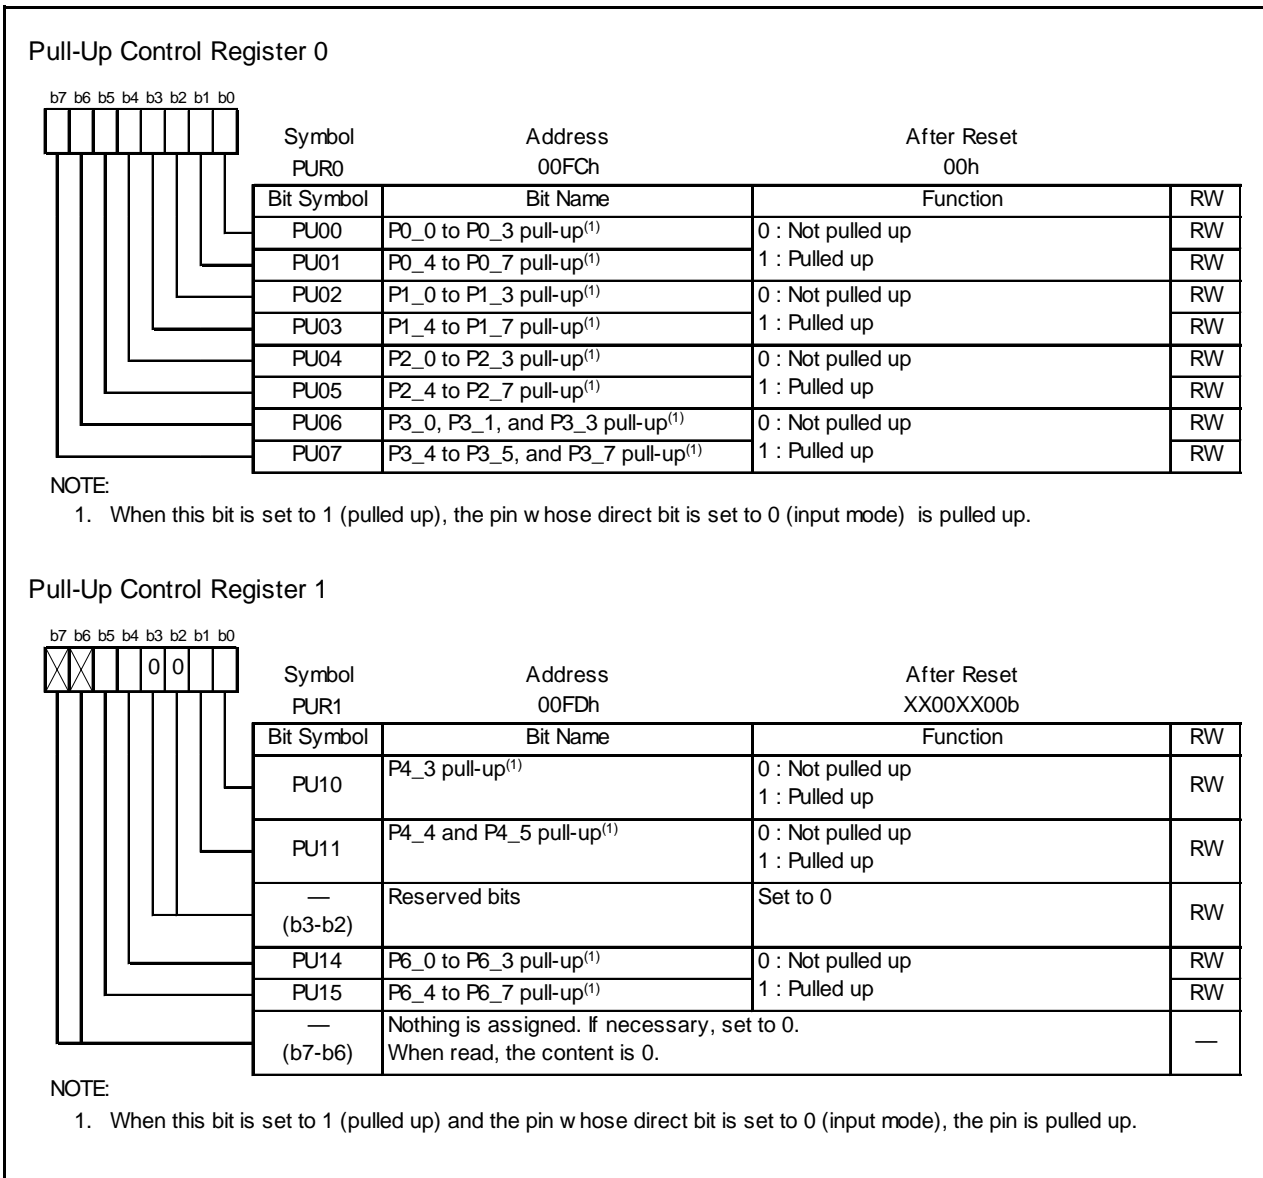 Pull-Up Control Register 0
b7 b6 b5 b4 b3 b2 b1 b0
Symbol Address After Reset
PUR0 00FCh 00h
Bit Symbol Bit Name Function RW
PU00 P0_0 to P0_3 pull-up(1) 0 : Not pulled up RW
PU01 P0_4 to P0_7 pull-up(1) 1 : Pulled up RW
PU02 P1_0 to P1_3 pull-up(1) 0 : Not pulled up RW
PU03 P1_4 to P1_7 pull-up(1) 1 : Pulled up RW
PU04 P2_0 to P2_3 pull-up(1) 0 : Not pulled up RW
PU05 P2_4 to P2_7 pull-up(1) 1 : Pulled up RW
PU06 P3_0, P3_1, and P3_3 pull-up(1) 0 : Not pulled up RW
PU07 P3_4 to P3_5, and P3_7 pull-up(1) 1 : Pulled up RW
NOTE:
1. When this bit is set to 1 (pulled up), the pin whose direct bit is set to 0 (input mode) is pulled up.
Pull-Up Control Register 1
b7 b6 b5 b4 b3 b2 b1 b0
0 0
Symbol Address After Reset
PUR1 00FDh XX00XX00b
Bit Symbol Bit Name Function RW
PU10 P4_3 pull-up(1) 0 : Not pulled up RW
1 : Pulled up
PU11 P4_4 and P4_5 pull-up(1) 0 : Not pulled up RW
1 : Pulled up
— Reserved bits Set to 0 RW
(b3-b2)
PU14 P6_0 to P6_3 pull-up(1) 0 : Not pulled up RW
PU15 P6_4 to P6_7 pull-up(1) 1 : Pulled up RW
— Nothing is assigned. If necessary, set to 0. —
(b7-b6) When read, the content is 0.
NOTE:
1. When this bit is set to 1 (pulled up) and the pin whose direct bit is set to 0 (input mode), the pin is pulled up.